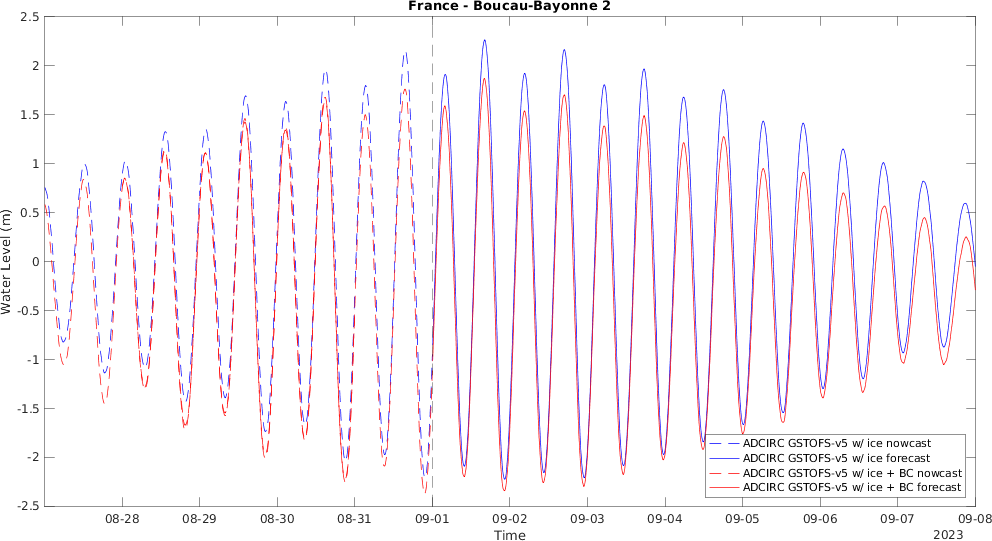 France - Boucau-Bayonne 2
2.5
2
1.5
1
0.5
0
-0.5
-1
-1.5
-2
-2.5
Water Level (m)
ADCIRC GSTOFS-v5 w/ ice nowcast
ADCIRC GSTOFS-v5 w/ ice forecast
ADCIRC GSTOFS-v5 w/ ice + BC nowcast
ADCIRC GSTOFS-v5 w/ ice + BC forecast
08-28 08-29 08-30 08-31 09-01 09-02 09-03 09-04 09-05 09-06 09-07 09-08
Time
2023